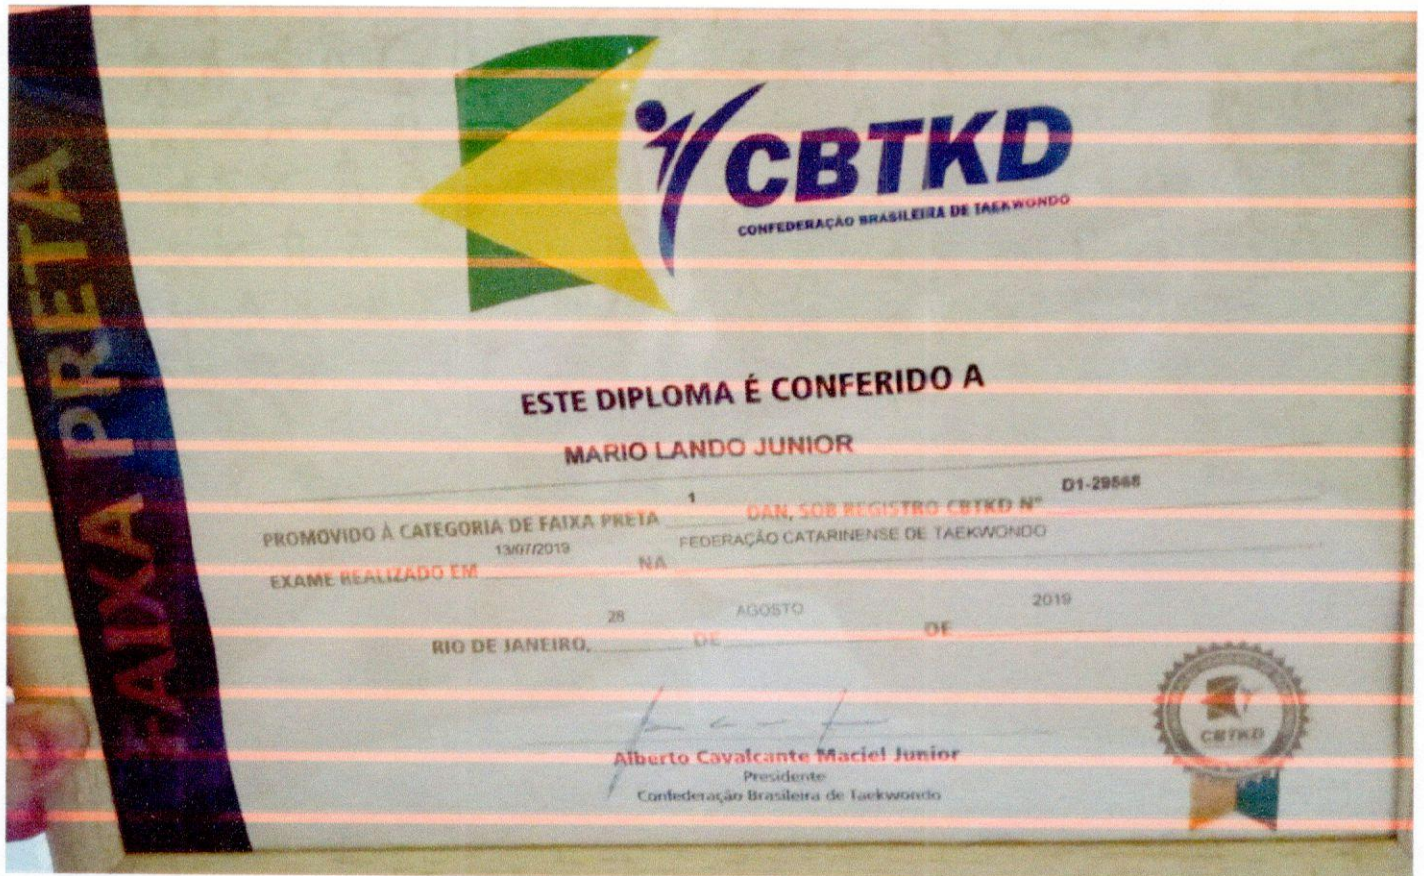 FAIXA PRETA
CBTKD
CONFEDERAÇÃO BRASILEIRA DE TAEKWONDO
ESTE DIPLOMA É CONFERIDO A
MARIO LANDO JUNIOR
PROMOVIDO À CATEGORIA DE FAIXA PRETA 1 DAN, SOB REGISTRO CBTKD Nº D1-29568
EXAME REALIZADO EM 13/07/2019 NA FEDERAÇÃO CATARINENSE DE TAEKWONDO
RIO DE JANEIRO, 28 DE AGOSTO DE 2019
Alberto Cavalcante Maciel Junior
Presidente
Confederação Brasileira de Taekwondo
CBTKD